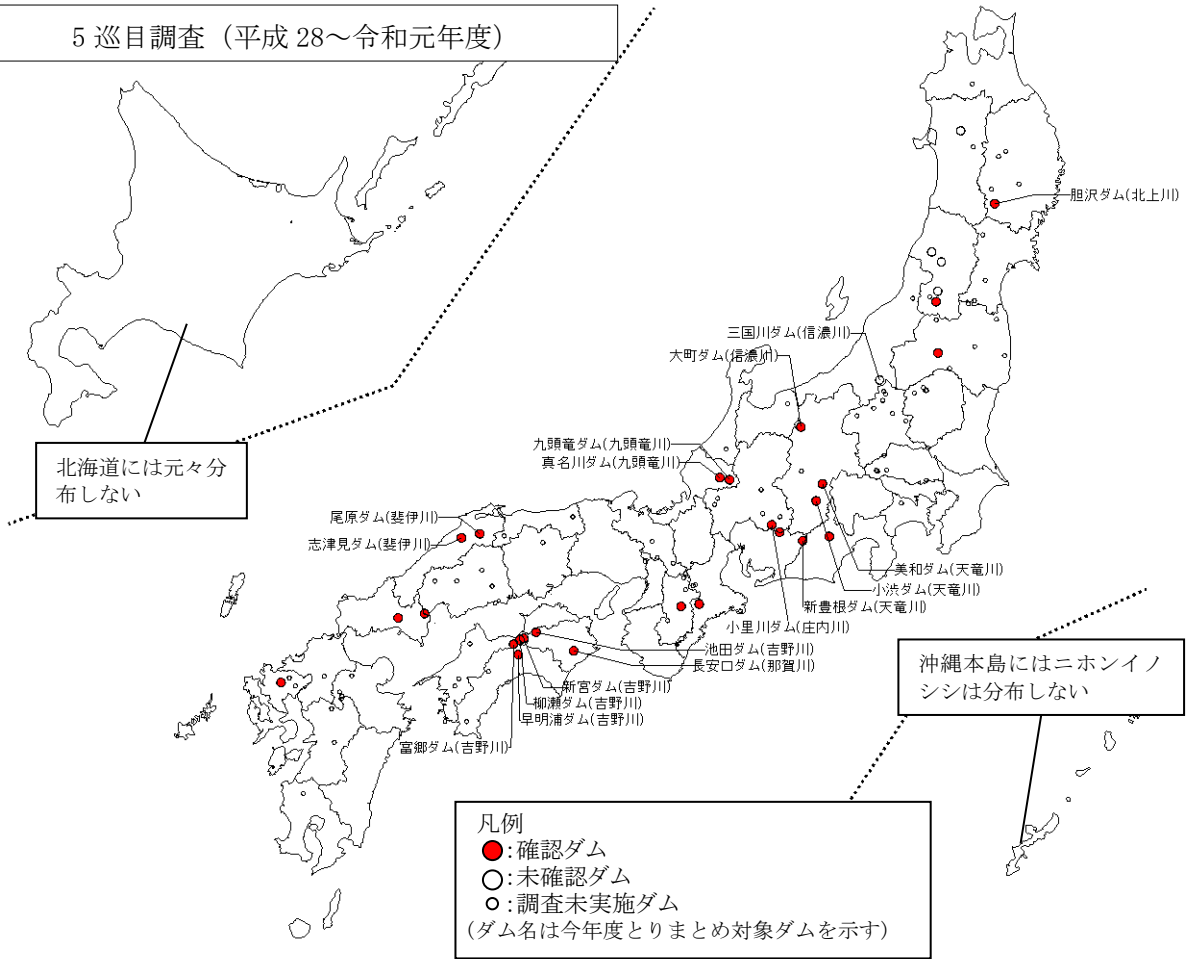 5 巡目調査（平成 28～令和元年度）
胆沢ダム(北上川)
三国川ダム(信濃川)
大町ダム(信濃川)
九頭竜ダム(九頭竜川)
真名川ダム(九頭竜川)
北海道には元々分
布しない
尾原ダム(斐伊川)
志津見ダム(斐伊川)
美和ダム(天竜川)
小渋ダム(天竜川)
新豊根ダム(天竜川)
小里川ダム(庄内川)
池田ダム(吉野川)
長安口ダム(那賀川)
新宮ダム(吉野川)
柳瀬ダム(吉野川)
早明浦ダム(吉野川)
富郷ダム(吉野川)
沖縄本島にはニホンイノ
シシは分布しない
凡例
：確認ダム
：未確認ダム
：調査未実施ダム
(ダム名は今年度とりまとめ対象ダムを示す)